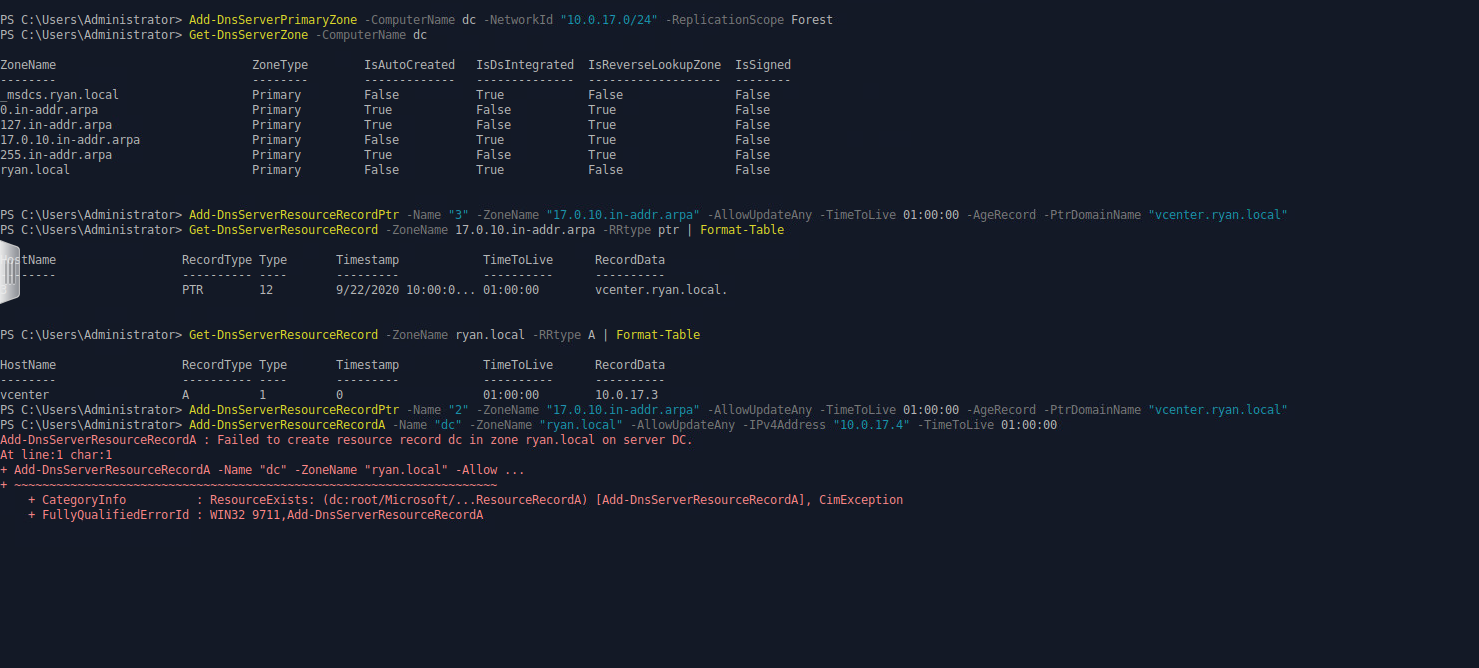 PS C:\Users\Administrator> Add-DnsServerPrimaryZone -ComputerName dc -NetworkId "10.0.17.0/24" -ReplicationScope Forest
PS C:\Users\Administrator> Get-DnsServerZone -ComputerName dc
ZoneName                            ZoneType        IsAutoCreated   IsDsIntegrated  IsReverseLookupZone  IsSigned
--------                            --------        -------------   --------------  -------------------  --------
_msdcs.ryan.local                   Primary         False           True            False                False
0.in-addr.arpa                      Primary         True            False           True                 False
127.in-addr.arpa                    Primary         True            False           True                 False
17.0.10.in-addr.arpa                Primary         False           True            True                 False
255.in-addr.arpa                    Primary         True            False           True                 False
ryan.local                          Primary         False           True            False                False
PS C:\Users\Administrator> Add-DnsServerResourceRecordPtr -Name "3" -ZoneName "17.0.10.in-addr.arpa" -AllowUpdateAny -TimeToLive 01:00:00 -AgeRecord -PtrDomainName "vcenter.ryan.local"
PS C:\Users\Administrator> Get-DnsServerResourceRecord -ZoneName 17.0.10.in-addr.arpa -RRtype ptr | Format-Table
ostName                   RecordType Type       Timestamp            TimeToLive      RecordData
-----                     ---------- ----       ---------            ----------      ----------
                          PTR        12         9/22/2020 10:00:0... 01:00:00        vcenter.ryan.local.
PS C:\Users\Administrator> Get-DnsServerResourceRecord -ZoneName ryan.local -RRtype A | Format-Table
HostName                  RecordType Type       Timestamp            TimeToLive      RecordData
--------                  ---------- ----       ---------            ----------      ----------
vcenter                   A          1          0                    01:00:00        10.0.17.3
PS C:\Users\Administrator> Add-DnsServerResourceRecordPtr -Name "2" -ZoneName "17.0.10.in-addr.arpa" -AllowUpdateAny -TimeToLive 01:00:00 -AgeRecord -PtrDomainName "vcenter.ryan.local"
PS C:\Users\Administrator> Add-DnsServerResourceRecordA -Name "dc" -ZoneName "ryan.local" -AllowUpdateAny -IPv4Address "10.0.17.4" -TimeToLive 01:00:00
Add-DnsServerResourceRecordA : Failed to create resource record dc in zone ryan.local on server DC.
At line:1 char:1
+ Add-DnsServerResourceRecordA -Name "dc" -ZoneName "ryan.local" -Allow ...
+ ~~~~~~~~~~~~~~~~~~~~~~~~~~~~~~~~~~~~~~~~~~~~~~~~~~~~~~~~~~~~~~~~~~~~~
    + CategoryInfo          : ResourceExists: (dc:root/Microsoft/...ResourceRecordA) [Add-DnsServerResourceRecordA], CimException
    + FullyQualifiedErrorId : WIN32 9711,Add-DnsServerResourceRecordA